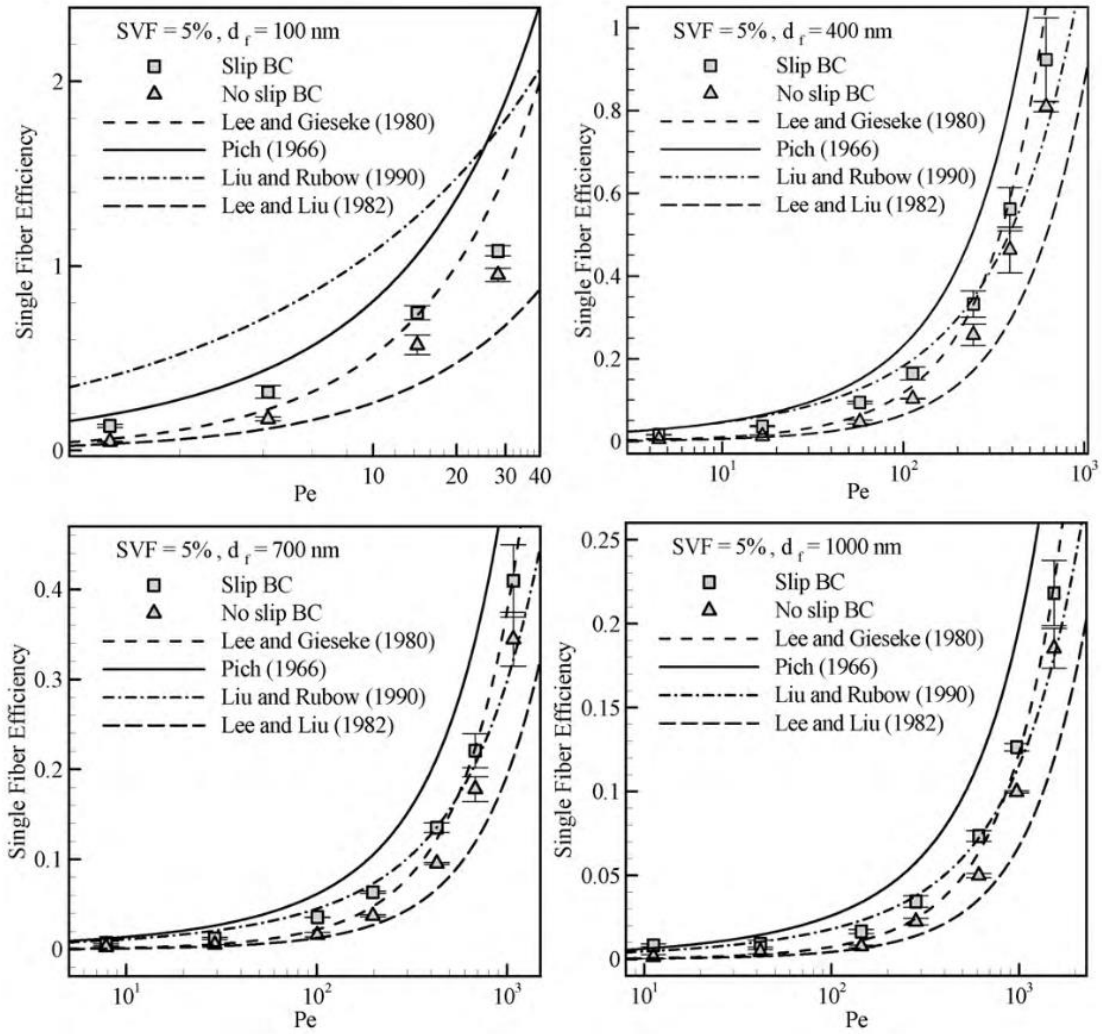 SVF = 5% , d f = 100 nm
Slip BC
No slip BC
Lee and Gieseke (1980)
Pich (1966)
Liu and Rubow (1990)
Lee and Liu (1982)
Single Fiber Efficiency
2
1
0
10
20
30
40
Pe
SVF = 5% , d f = 400 nm
Slip BC
No slip BC
Lee and Gieseke (1980)
Pich (1966)
Liu and Rubow (1990)
Lee and Liu (1982)
Single Fiber Efficiency
1
0.8
0.6
0.4
0.2
0
10¹
10²
10³
Pe
SVF = 5% , d f = 700 nm
Slip BC
No slip BC
Lee and Gieseke (1980)
Pich (1966)
Liu and Rubow (1990)
Lee and Liu (1982)
Single Fiber Efficiency
0.4
0.3
0.2
0.1
0
10¹
10²
10³
Pe
SVF = 5% , d f = 1000 nm
Slip BC
No slip BC
Lee and Gieseke (1980)
Pich (1966)
Liu and Rubow (1990)
Lee and Liu (1982)
Single Fiber Efficiency
0.25
0.2
0.15
0.1
0.05
0
10¹
10²
10³
Pe